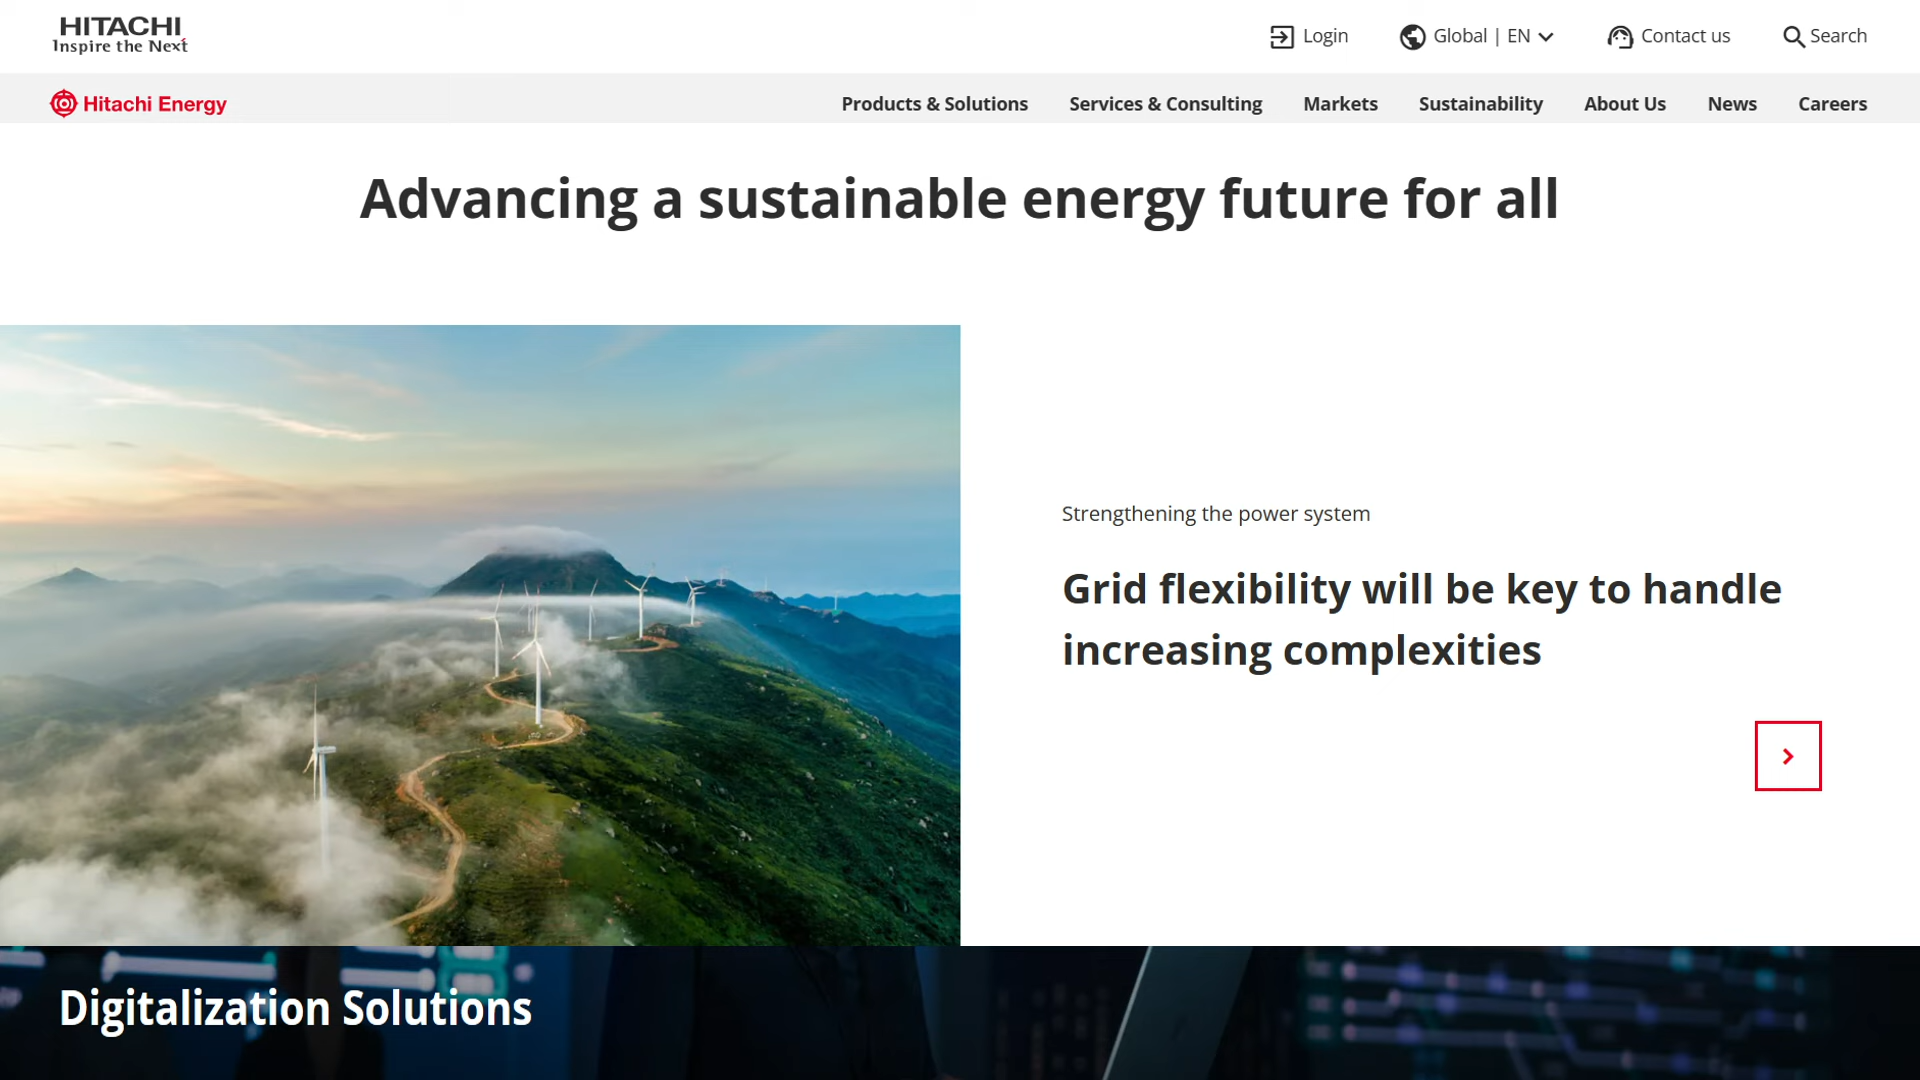 HITACHI
Inspire the Next
Login
Global | EN
Contact us
Search
Hitachi Energy
Products & Solutions
Services & Consulting
Markets
Sustainability
About Us
News
Careers
Advancing a sustainable energy future for all
Strengthening the power system
Grid flexibility will be key to handle
increasing complexities
Digitalization Solutions